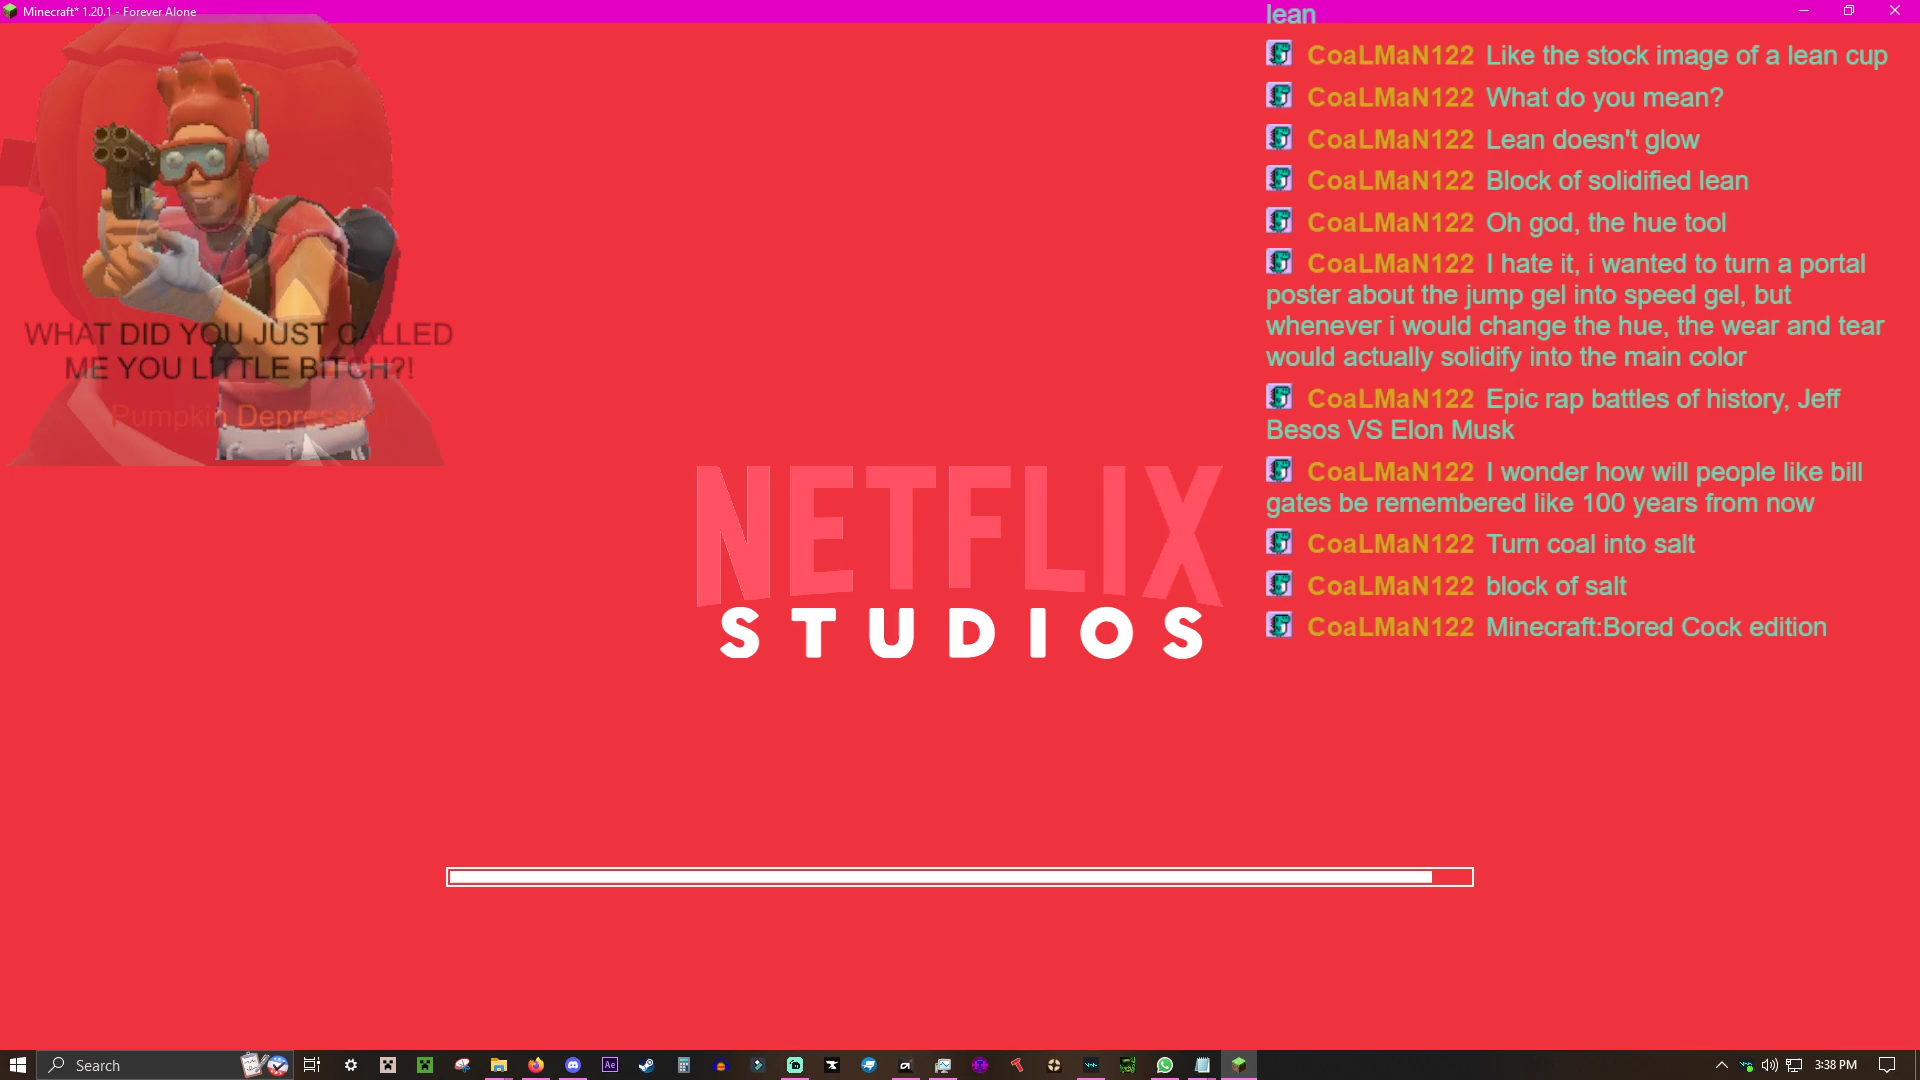 Minecraft* 1.20.1 - Forever Alone
WHAT DID YOU JUST CALLED
ME YOU LITTLE BITCH?!
Pumpkin Depression
NETFLIX
STUDIOS
lean
CoaLMaN122 Like the stock image of a lean cup
CoaLMaN122 What do you mean?
CoaLMaN122 Lean doesn't glow
CoaLMaN122 Block of solidified lean
CoaLMaN122 Oh god, the hue tool
CoaLMaN122 I hate it, i wanted to turn a portal
poster about the jump gel into speed gel, but
whenever i would change the hue, the wear and tear
would actually solidify into the main color
CoaLMaN122 Epic rap battles of history, Jeff
Besos VS Elon Musk
CoaLMaN122 I wonder how will people like bill
gates be remembered like 100 years from now
CoaLMaN122 Turn coal into salt
CoaLMaN122 block of salt
CoaLMaN122 Minecraft:Bored Cock edition
Search
Ae
3:38 PM